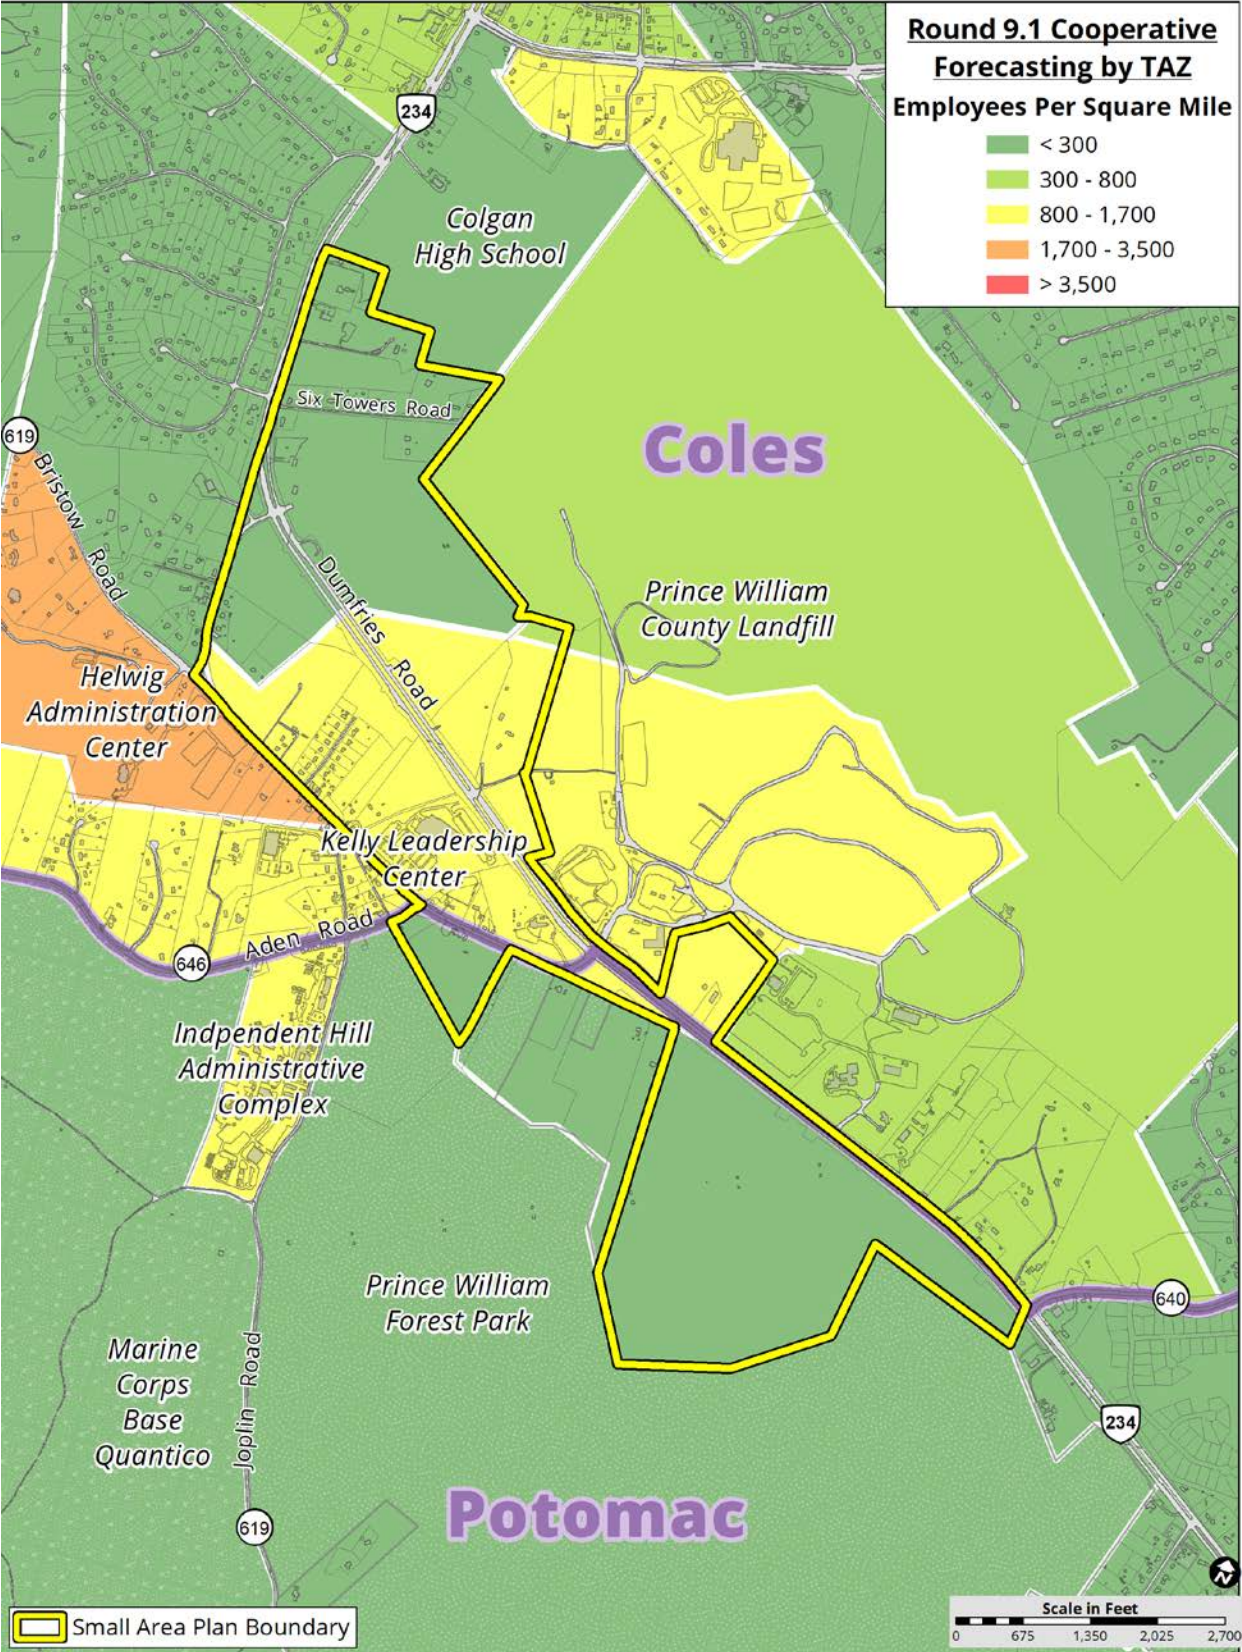 Round 9.1 Cooperative
Forecasting by TAZ
Employees Per Square Mile
< 300
300 - 800
800 - 1,700
1,700 - 3,500
> 3,500
234
Colgan
High School
Six Towers Road
619
Bristow Road
Coles
Dumfries Road
Prince William
County Landfill
Helwig
Administration
Center
Kelly Leadership
Center
Aden Road
646
Indpendent Hill
Administrative
Complex
Prince William
Forest Park
640
Marine
Corps
Base
Quantico
Joplin Road
234
Potomac
619
N
Small Area Plan Boundary
Scale in Feet
0 675 1,350 2,025 2,700